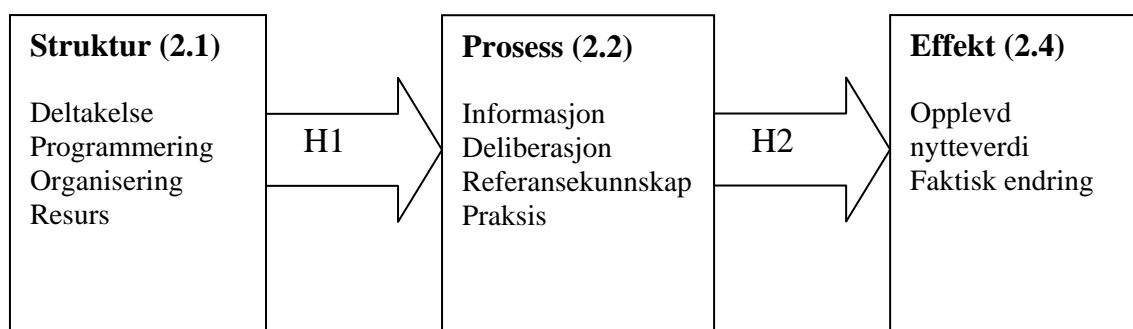 Struktur (2.1)
Deltakelse
Programmering
Organisering
Resurs
H1
Prosess (2.2)
Informasjon
Deliberasjon
Referansekunnskap
Praksis
H2
Effekt (2.4)
Opplevd
nytteverdi
Faktisk endring